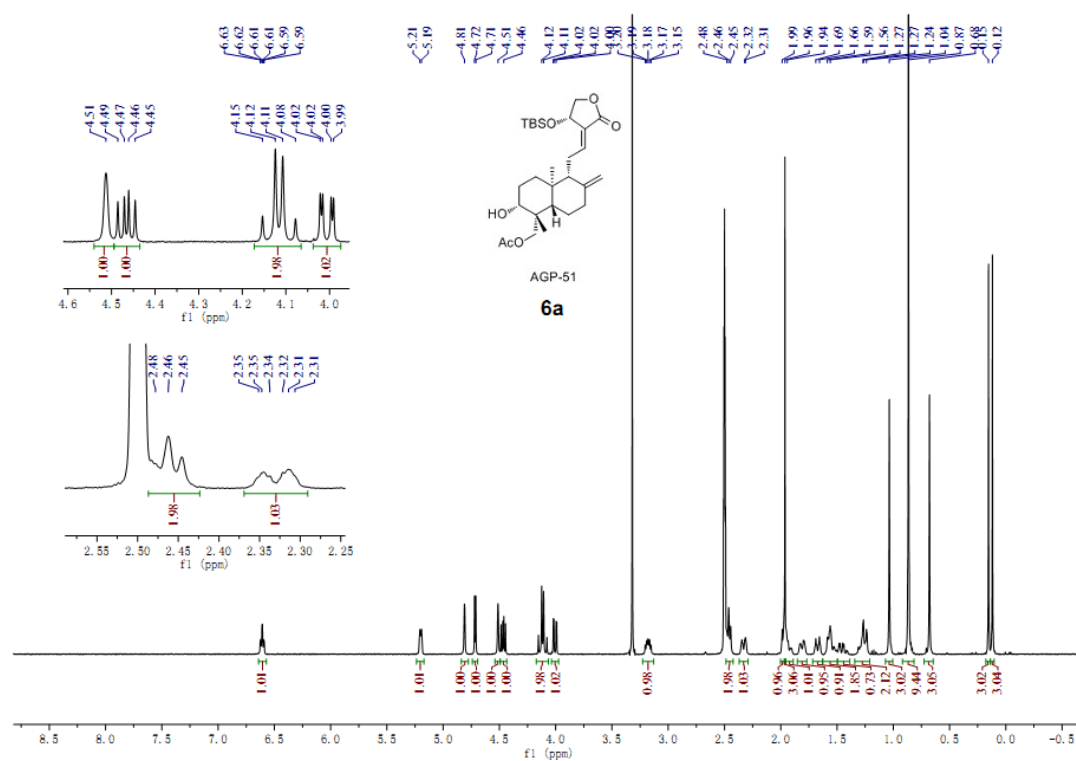 6.63 6.62 6.61 6.61 6.59 6.59 5.21 5.19 4.81 4.72 4.71 4.51 4.46 4.12 4.11 4.02 4.02 4.00 3.20 3.19 3.18 3.17 3.15 2.48 2.46 2.45 2.32 2.31 1.99 1.96 1.94 1.69 1.66 1.59 1.56 1.27 1.27 1.24 1.04 0.87 0.68 0.15 0.12
4.51 4.49 4.47 4.46 4.45 4.15 4.12 4.11 4.08 4.02 4.02 4.00 3.99
1.00 1.00 1.98 1.02
4.6 4.5 4.4 4.3 4.2 4.1 4.0
f1 (ppm)
TBSO
O
O
HO
H
AcO
AGP-51
6a
2.48 2.46 2.45 2.35 2.35 2.34 2.32 2.31 2.31
1.98 1.03
2.55 2.50 2.45 2.40 2.35 2.30 2.25
f1 (ppm)
1.01 1.01 1.00 1.00 1.00 1.00 1.98 1.02 0.98 1.98 1.03 0.96 3.06 1.01 0.95 0.91 1.85 0.73 2.12 3.02 9.44 3.05 3.02 3.04
8.5 8.0 7.5 7.0 6.5 6.0 5.5 5.0 4.5 4.0 3.5 3.0 2.5 2.0 1.5 1.0 0.5 0.0 -0.5
f1 (ppm)